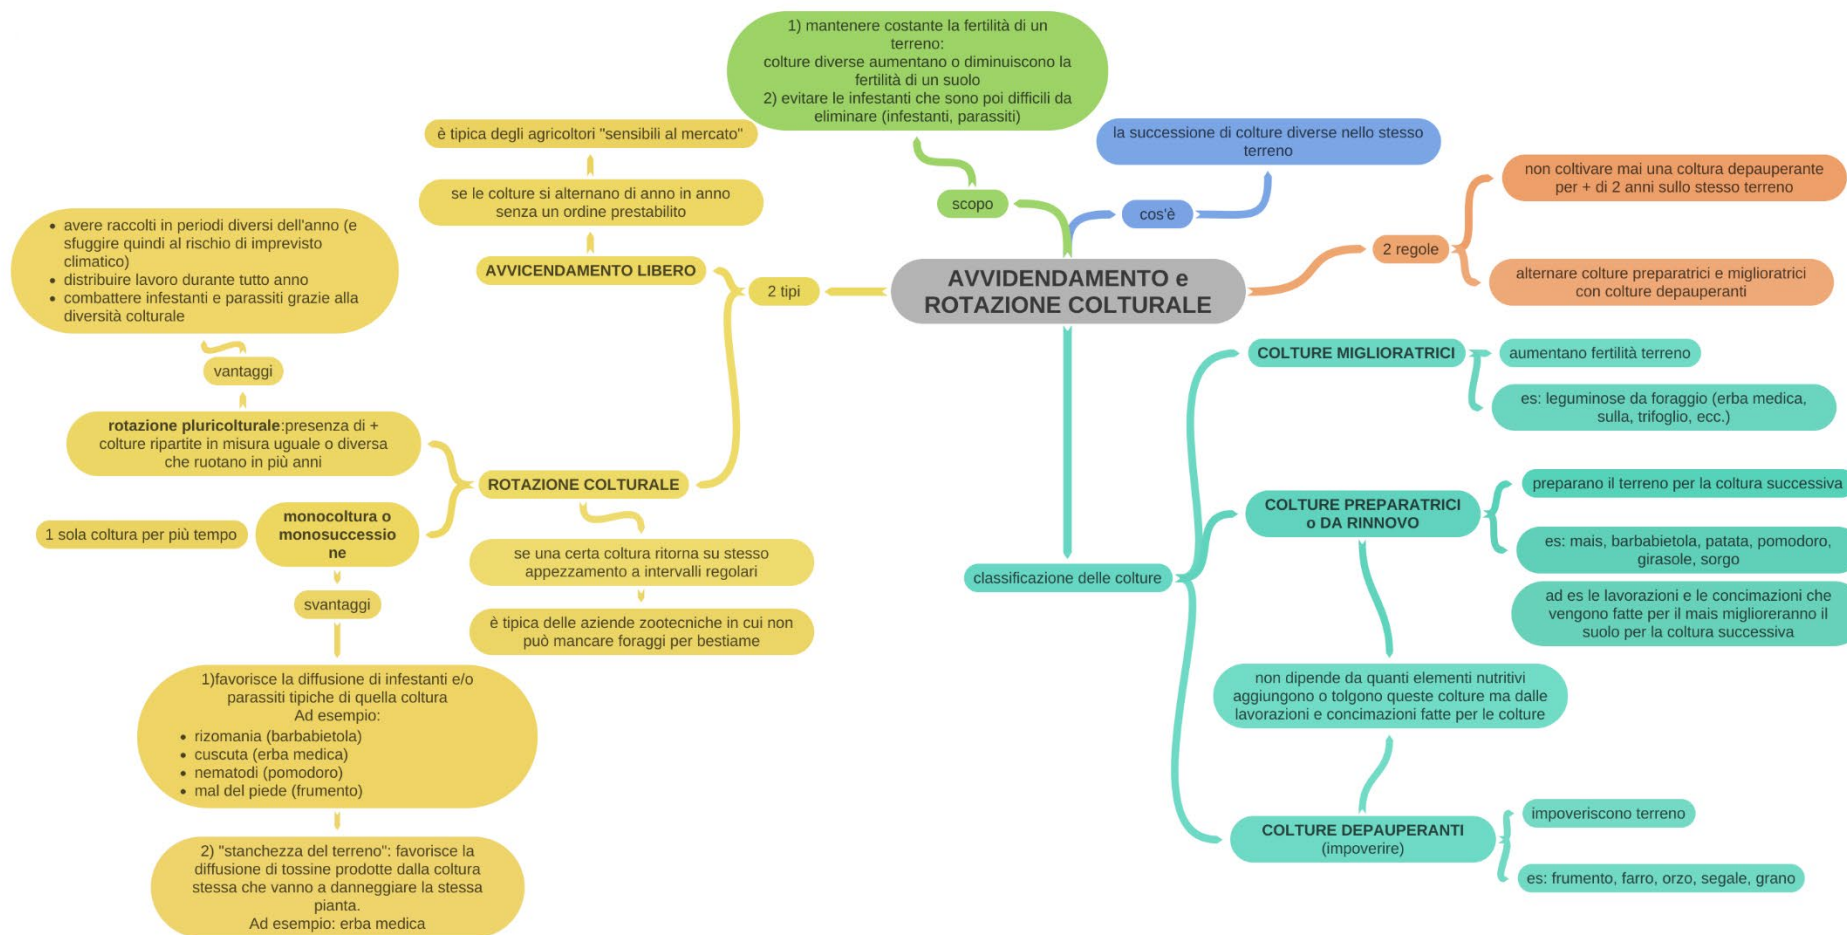 1) mantenere costante la fertilità di un
terreno:
colture diverse aumentano o diminuiscono la
fertilità di un suolo
2) evitare le infestanti che sono poi difficili da
eliminare (infestanti, parassiti)
scopo
la successione di colture diverse nello stesso
terreno
cos'è
AVVIDENDAMENTO e
ROTAZIONE COLTURALE
2 regole
non coltivare mai una coltura depauperante
per + di 2 anni sullo stesso terreno
alternare colture preparatrici e miglioratrici
con colture depauperanti
2 tipi
è tipica degli agricoltori "sensibili al mercato"
se le colture si alternano di anno in anno
senza un ordine prestabilito
AVVICENDAMENTO LIBERO
avere raccolti in periodi diversi dell'anno (e
sfuggire quindi al rischio di imprevisto
climatico)
distribuire lavoro durante tutto anno
combattere infestanti e parassiti grazie alla
diversità colturale
vantaggi
rotazione pluricolturale:presenza di +
colture ripartite in misura uguale o diversa
che ruotano in più anni
ROTAZIONE COLTURALE
1 sola coltura per più tempo
monocoltura o
monosuccessio
ne
svantaggi
se una certa coltura ritorna su stesso
appezzamento a intervalli regolari
è tipica delle aziende zootecniche in cui non
può mancare foraggi per bestiame
1)favorisce la diffusione di infestanti e/o
parassiti tipiche di quella coltura
Ad esempio:
rizomania (barbabietola)
cuscuta (erba medica)
nematodi (pomodoro)
mal del piede (frumento)
2) "stanchezza del terreno": favorisce la
diffusione di tossine prodotte dalla coltura
stessa che vanno a danneggiare la stessa
pianta.
Ad esempio: erba medica
classificazione delle colture
COLTURE MIGLIORATRICI
aumentano fertilità terreno
es: leguminose da foraggio (erba medica,
sulla, trifoglio, ecc.)
COLTURE PREPARATRICI
o DA RINNOVO
preparano il terreno per la coltura successiva
es: mais, barbabietola, patata, pomodoro,
girasole, sorgo
ad es le lavorazioni e le concimazioni che
vengono fatte per il mais miglioreranno il
suolo per la coltura successiva
non dipende da quanti elementi nutritivi
aggiungono o tolgono queste colture ma dalle
lavorazioni e concimazioni fatte per le colture
COLTURE DEPAUPERANTI
(impoverire)
impoveriscono terreno
es: frumento, farro, orzo, segale, grano